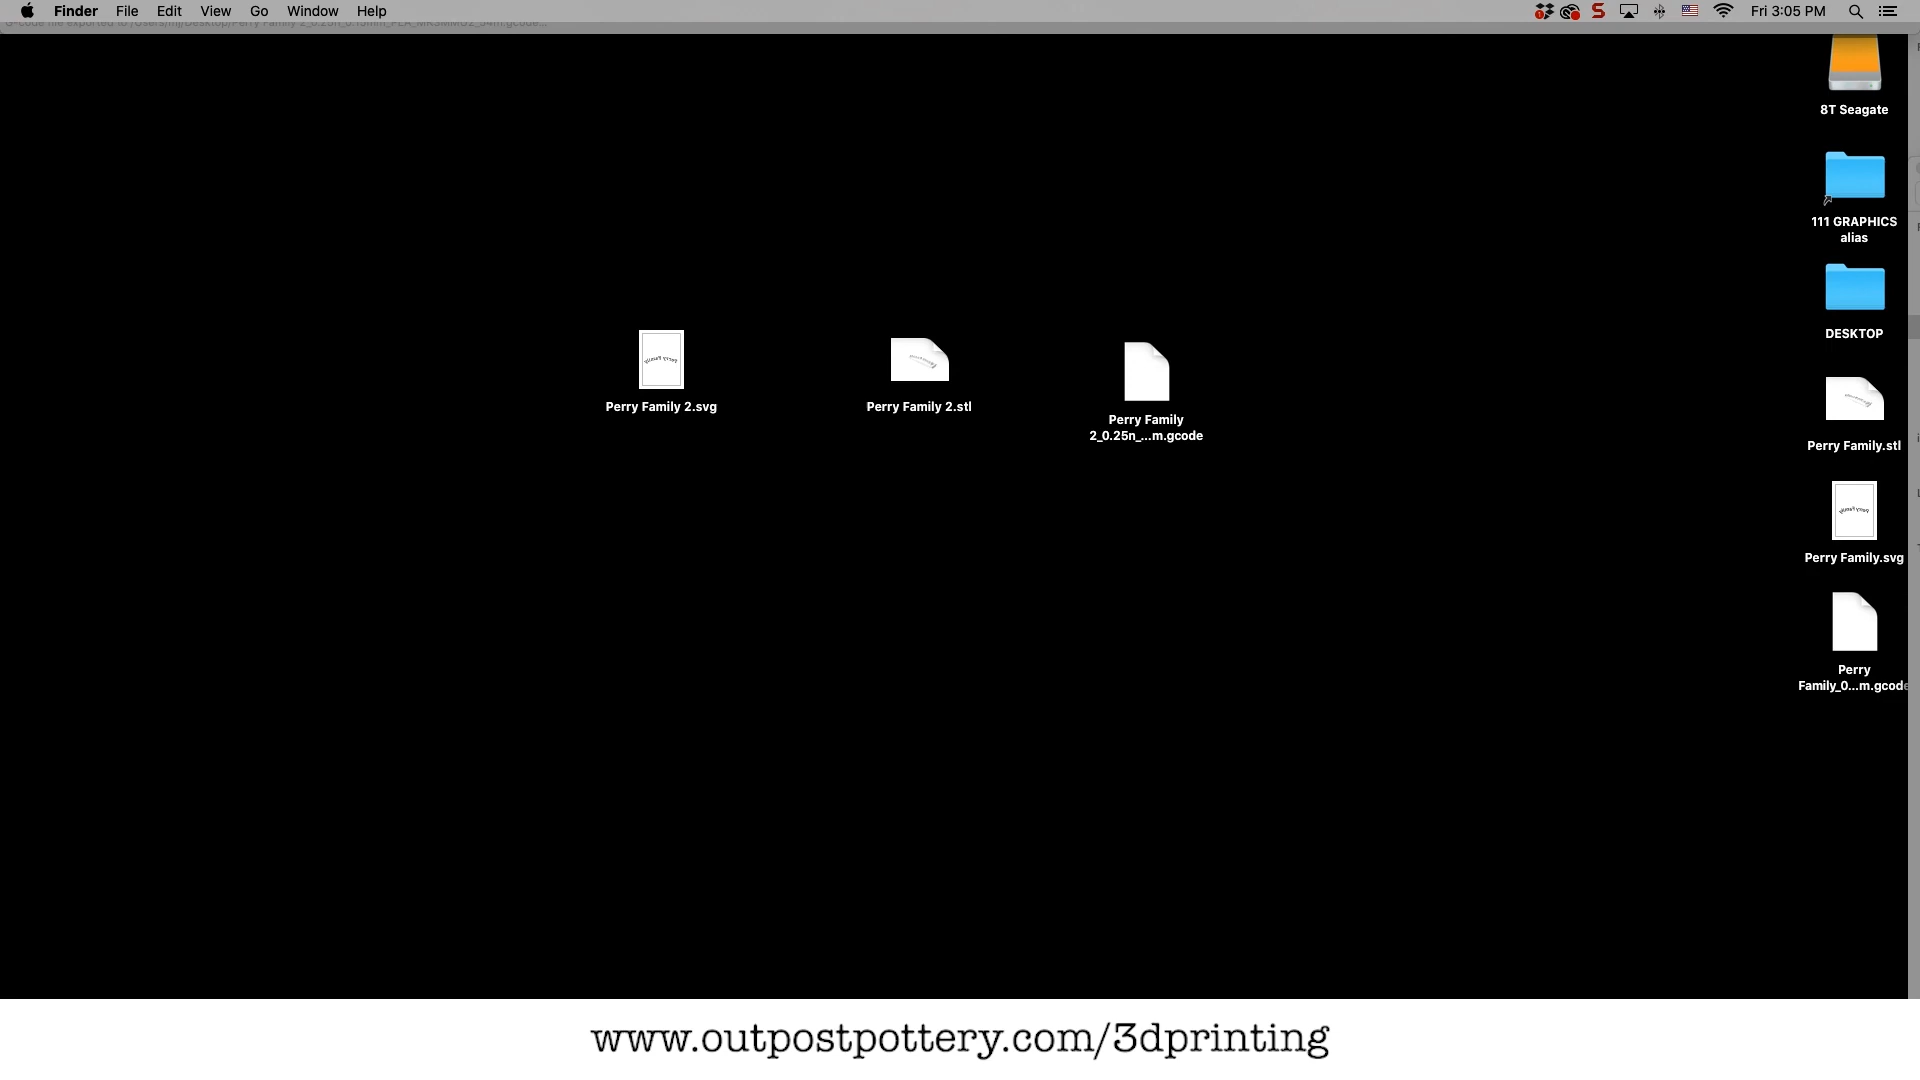 Finder File Edit View Go Window Help
Fri 3:05 PM
8T Seagate
111 GRAPHICS
alias
DESKTOP
Perry Family 2.svg
Perry Family 2.stl
Perry Family
2_0.25n_...m.gcode
Perry Family.stl
Perry Family.svg
Perry
Family_0...m.gcode
www.outpostpottery.com/3dprinting